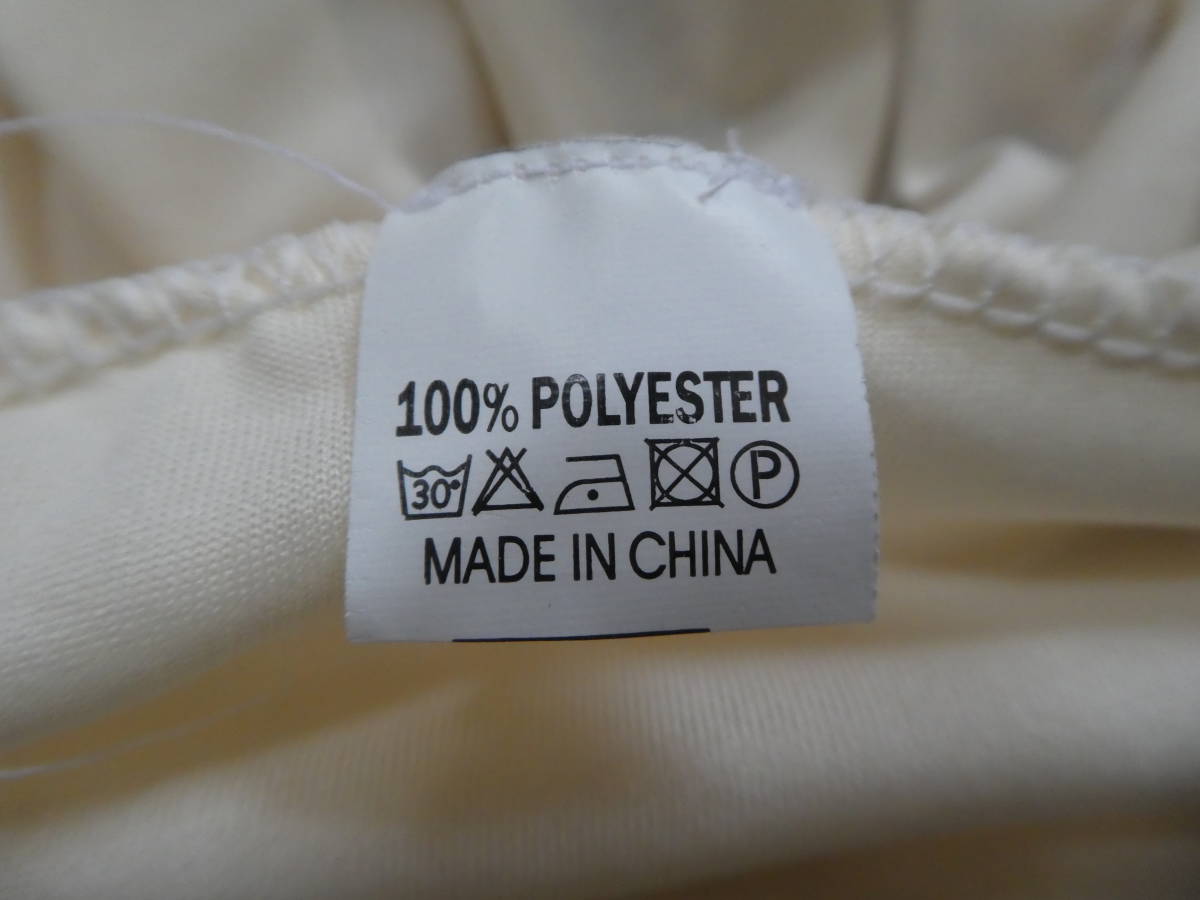 100% POLYESTER
30° P
MADE IN CHINA